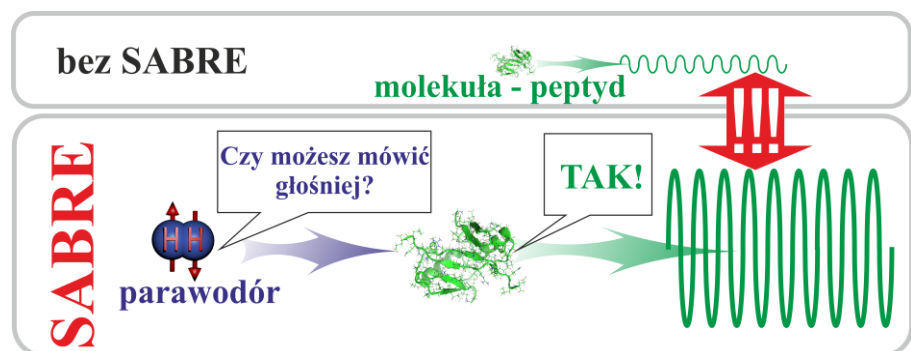 bez SABRE
molekuła - peptyd
!!!
SABRE
Czy możesz mówić
głośniej?
TAK!
H H
parawodór